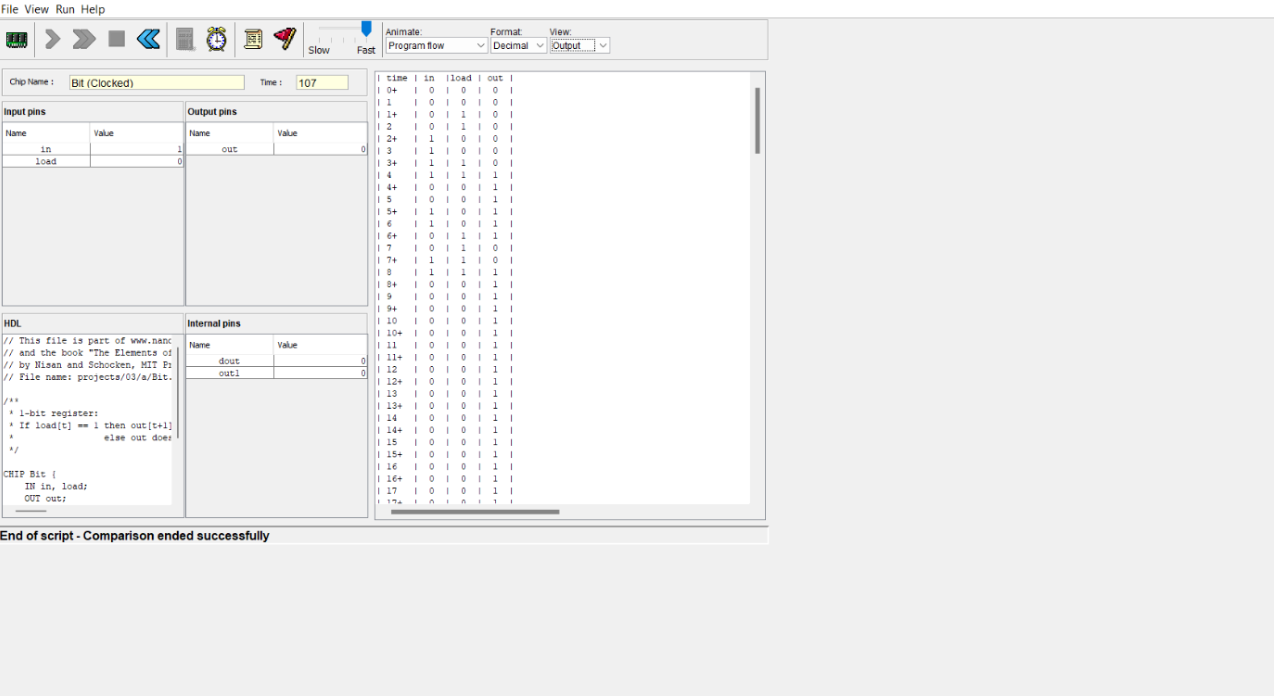 File View Run Help
Animate: Format: View:
Slow Fast Program flow Decimal Output
Chip Name : Bit (Clocked) Time : 107
Input pins Output pins
Name Value Name Value
in 1 out 0
load 0
HDL Internal pins
// This file is part of www.nand
// and the book "The Elements of
// by Nisan and Schocken, MIT Pr
// File name: projects/03/a/Bit.
/**
* 1-bit register:
* If load[t] == 1 then out[t+1]
* else out does
*/
CHIP Bit {
IN in, load;
OUT out;
Name Value
dout 0
out1 0
| time | in |load | out |
| 0+ | 0 | 0 | 0 |
| 1 | 0 | 0 | 0 |
| 1+ | 0 | 1 | 0 |
| 2 | 0 | 1 | 0 |
| 2+ | 1 | 0 | 0 |
| 3 | 1 | 0 | 0 |
| 3+ | 1 | 1 | 0 |
| 4 | 1 | 1 | 1 |
| 4+ | 0 | 0 | 1 |
| 5 | 0 | 0 | 1 |
| 5+ | 1 | 0 | 1 |
| 6 | 1 | 0 | 1 |
| 6+ | 0 | 1 | 1 |
| 7 | 0 | 1 | 0 |
| 7+ | 1 | 1 | 0 |
| 8 | 1 | 1 | 1 |
| 8+ | 0 | 0 | 1 |
| 9 | 0 | 0 | 1 |
| 9+ | 0 | 0 | 1 |
| 10 | 0 | 0 | 1 |
| 10+ | 0 | 0 | 1 |
| 11 | 0 | 0 | 1 |
| 11+ | 0 | 0 | 1 |
| 12 | 0 | 0 | 1 |
| 12+ | 0 | 0 | 1 |
| 13 | 0 | 0 | 1 |
| 13+ | 0 | 0 | 1 |
| 14 | 0 | 0 | 1 |
| 14+ | 0 | 0 | 1 |
| 15 | 0 | 0 | 1 |
| 15+ | 0 | 0 | 1 |
| 16 | 0 | 0 | 1 |
| 16+ | 0 | 0 | 1 |
| 17 | 0 | 0 | 1 |
| 17+ | 0 | 0 | 1 |
End of script - Comparison ended successfully